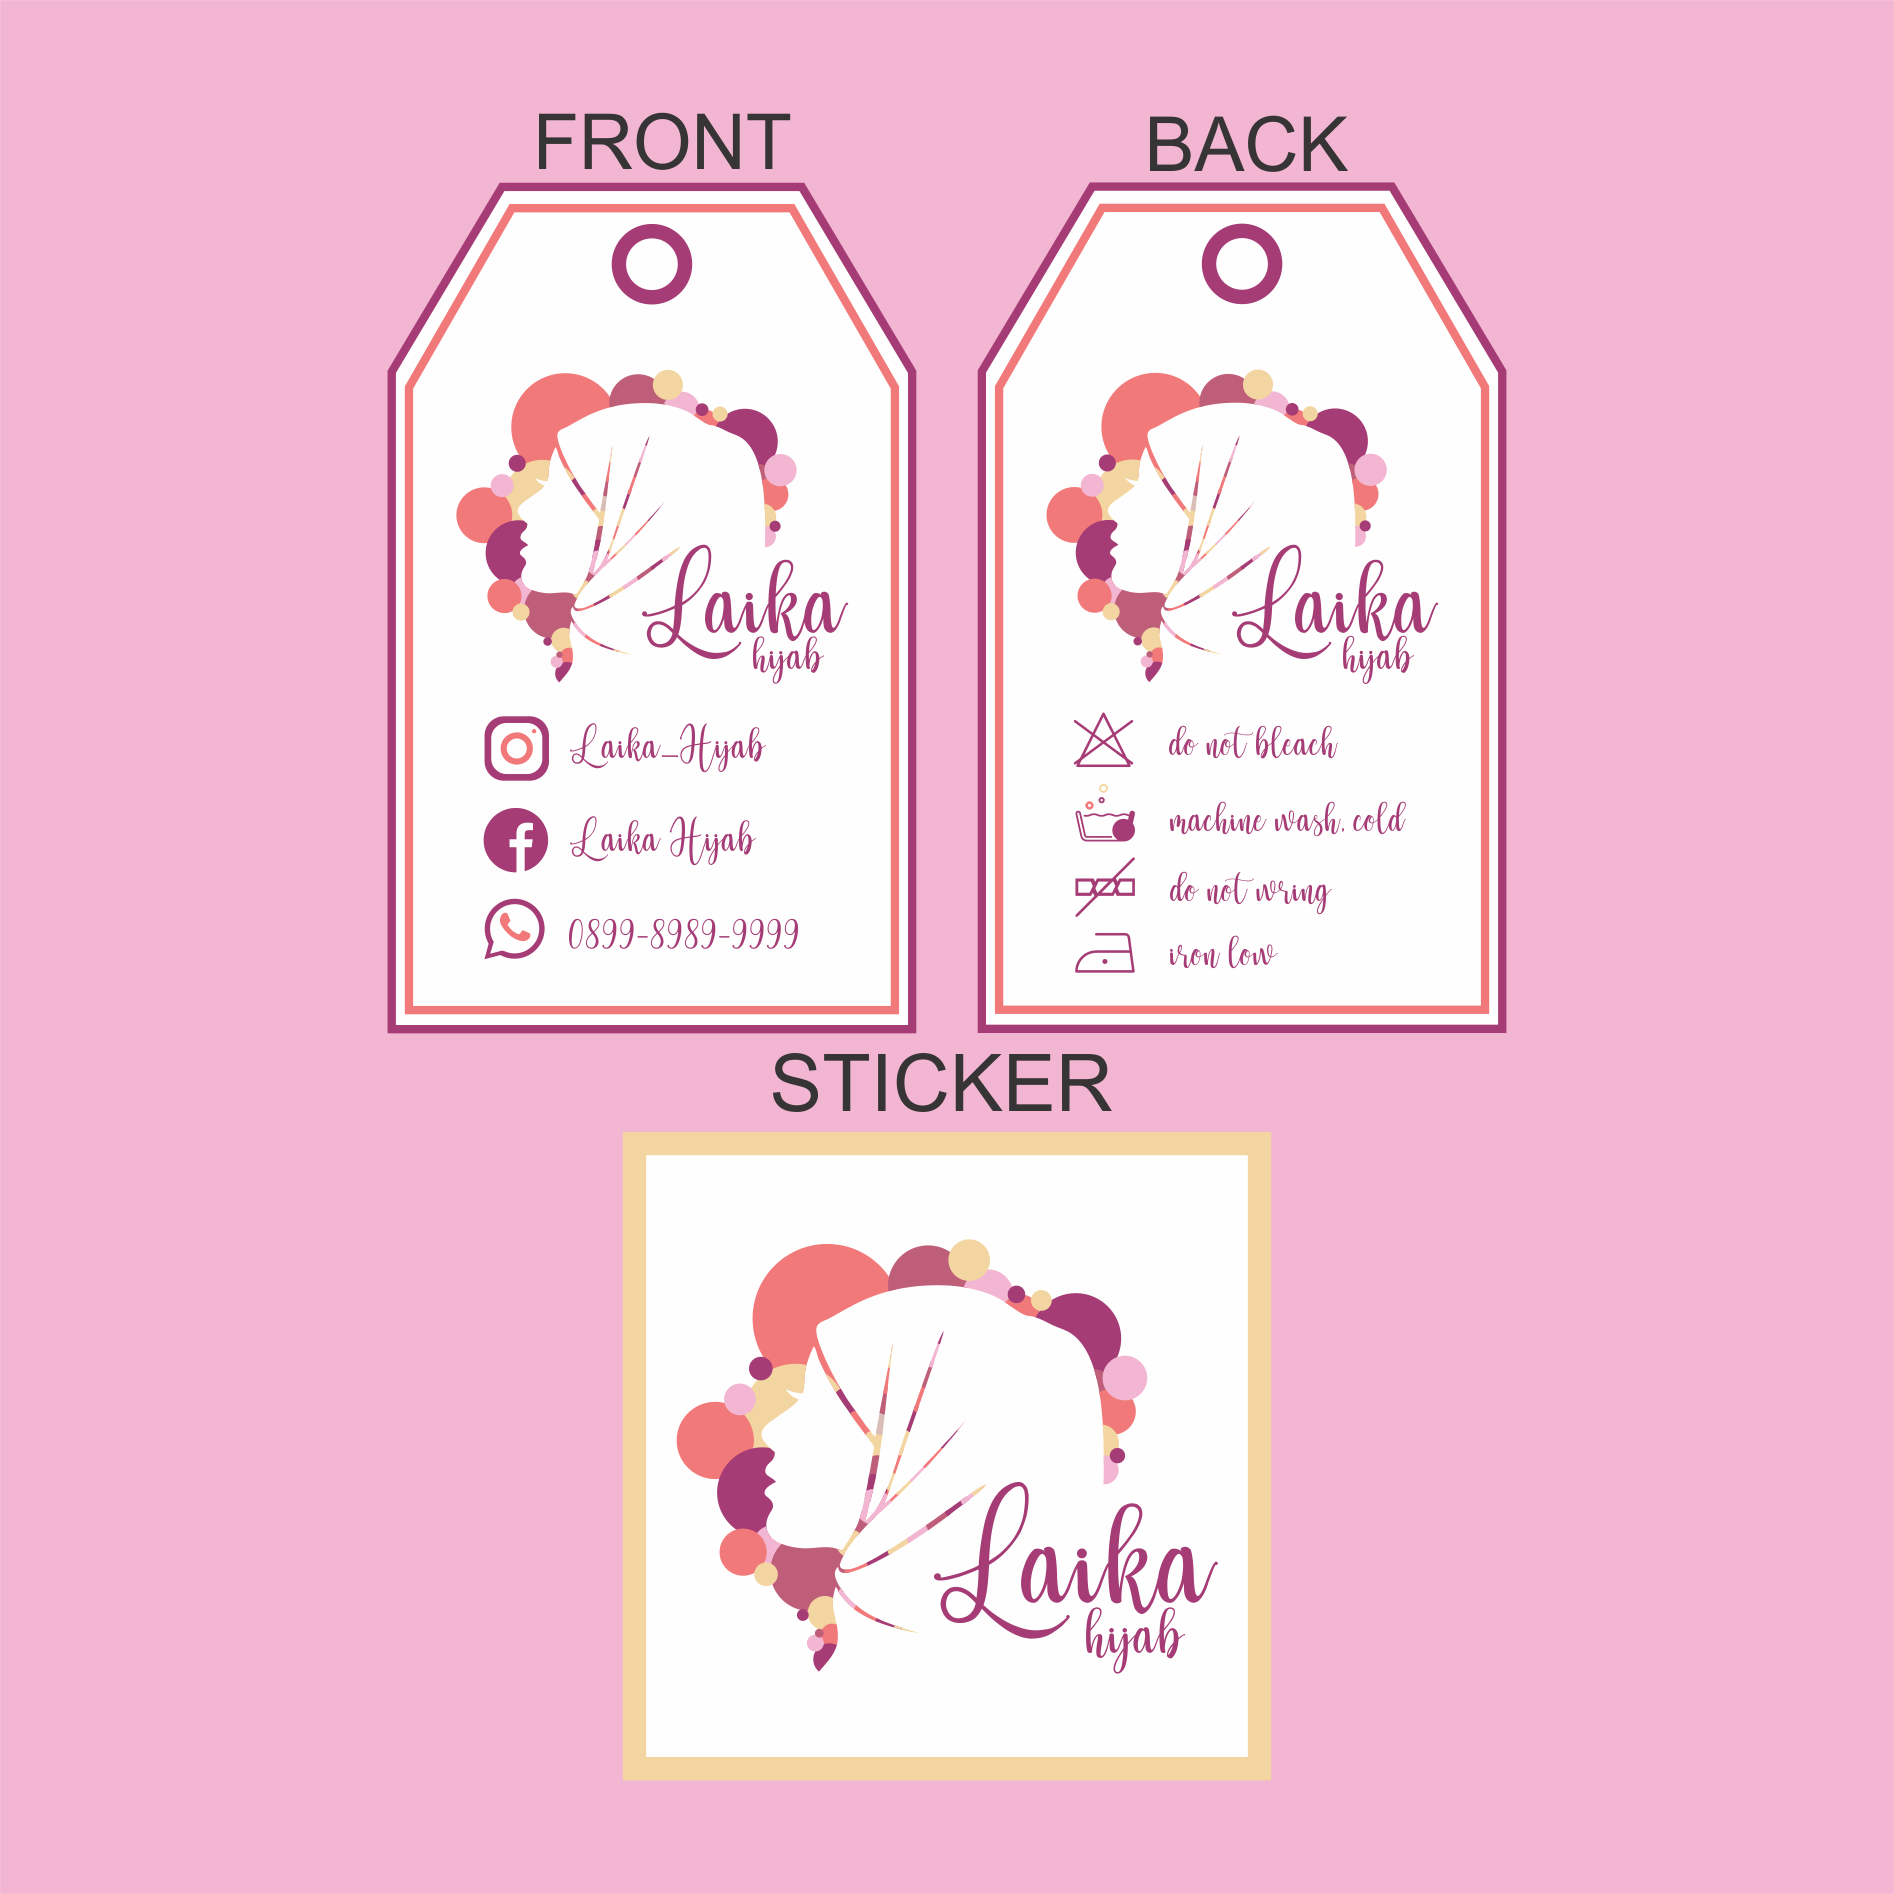 FRONT
Laika
hijab
Laika_Hijab
Laika Hijab
0899-8989-9999
BACK
Laika
hijab
do not bleach
machine wash, cold
do not wring
iron low
STICKER
Laika
hijab